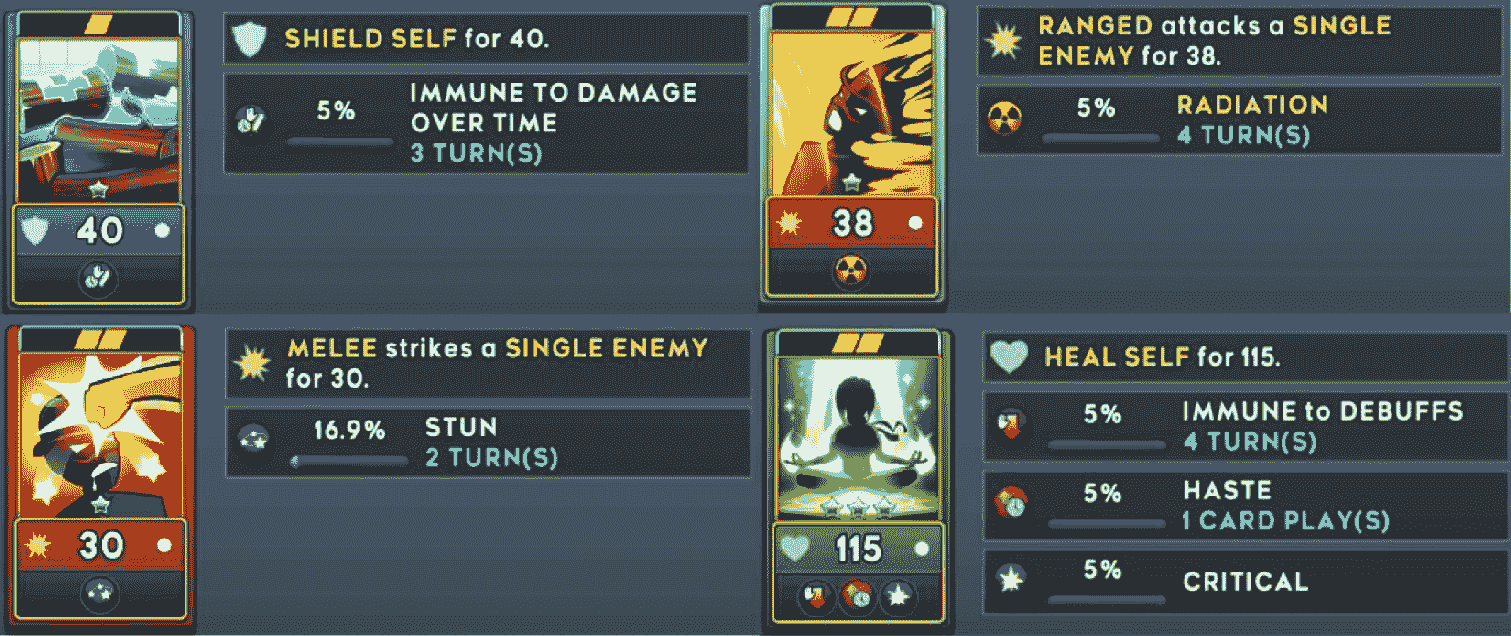 SHIELD SELF for 40.
5%
IMMUNE TO DAMAGE
OVER TIME
3 TURN(S)
40
RANGED attacks a SINGLE
ENEMY for 38.
5%
RADIATION
4 TURN(S)
38
MELEE strikes a SINGLE ENEMY
for 30.
16.9%
STUN
2 TURN(S)
30
HEAL SELF for 115.
5%
IMMUNE to DEBUFFS
4 TURN(S)
5%
HASTE
1 CARD PLAY(S)
5%
CRITICAL
115